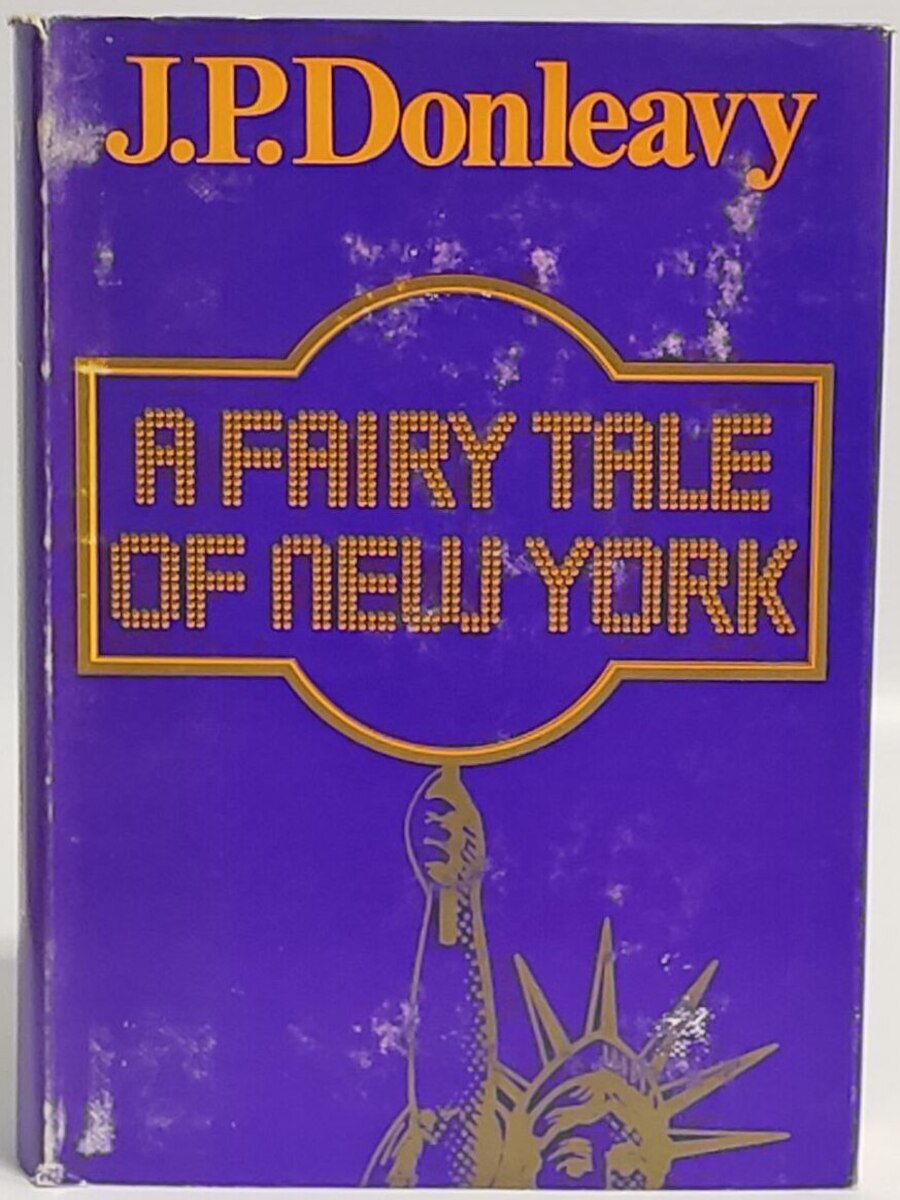 J.P. Donleavy
A FAIRY TALE
OF NEW YORK